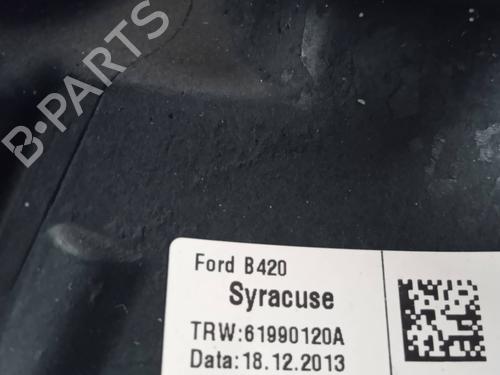 B-PARTS
Ford B420
Syracuse
TRW:61990120A
Data:18.12.2013